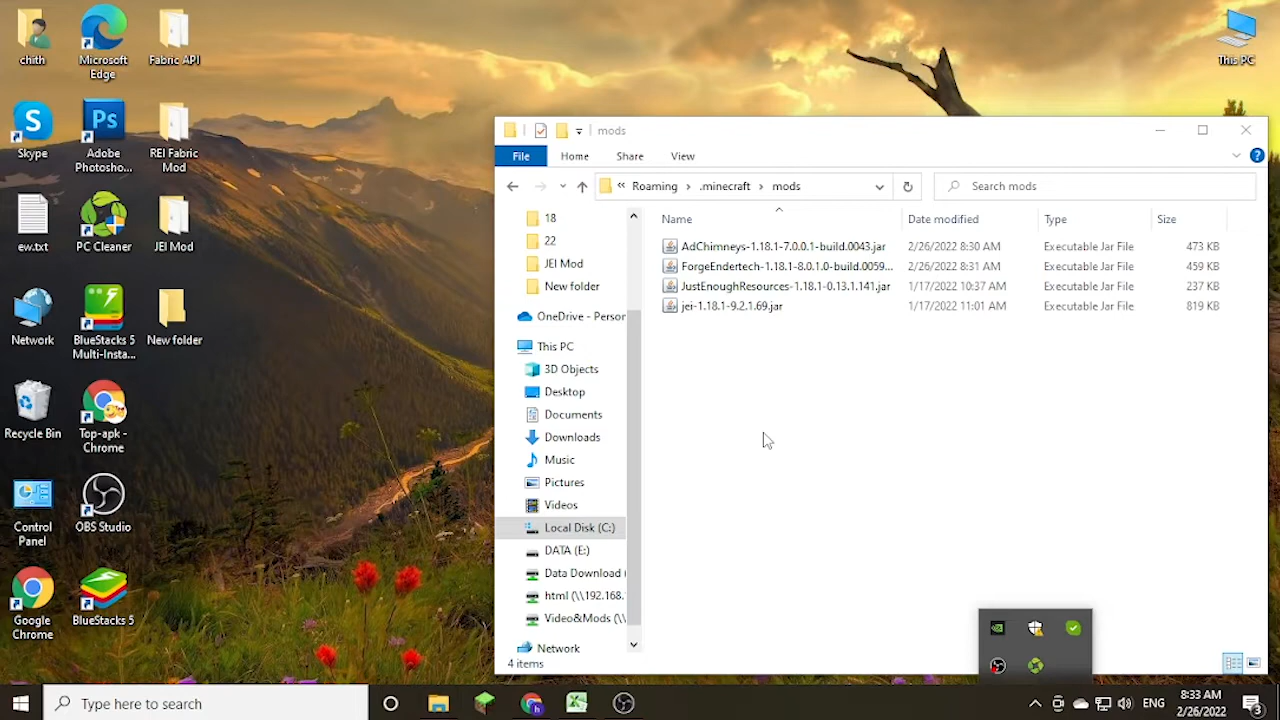 chith
Microsoft
Edge
Fabric API
This PC
Skype
Ps
Adobe
Photosho...
REI Fabric
Mod
ew.txt
PC Cleaner
JEI Mod
Network
BlueStacks 5
Multi-Insta...
New folder
Recycle Bin
Top-apk -
Chrome
Control
Panel
OBS Studio
Google
Chrome
BlueStacks 5
mods
File
Home
Share
View
Roaming
.minecraft
mods
Search mods
Name
Date modified
Type
Size
AdChimneys-1.18.1-7.0.0.1-build.0043.jar 2/26/2022 8:30 AM Executable Jar File 473 KB
ForgeEndertech-1.18.1-8.0.1.0-build.0059... 2/26/2022 8:31 AM Executable Jar File 459 KB
JustEnoughResources-1.18.1-0.13.1.141.jar 1/17/2022 10:37 AM Executable Jar File 237 KB
jei-1.18.1-9.2.1.69.jar 1/17/2022 11:01 AM Executable Jar File 819 KB
18
22
JEI Mod
New folder
OneDrive - Person
This PC
3D Objects
Desktop
Documents
Downloads
Music
Pictures
Videos
Local Disk (C:)
DATA (E:)
Data Download (
html (\\192.168.
Video&Mods (\\
Network
4 items
Type here to search
ENG
8:33 AM
2/26/2022
3